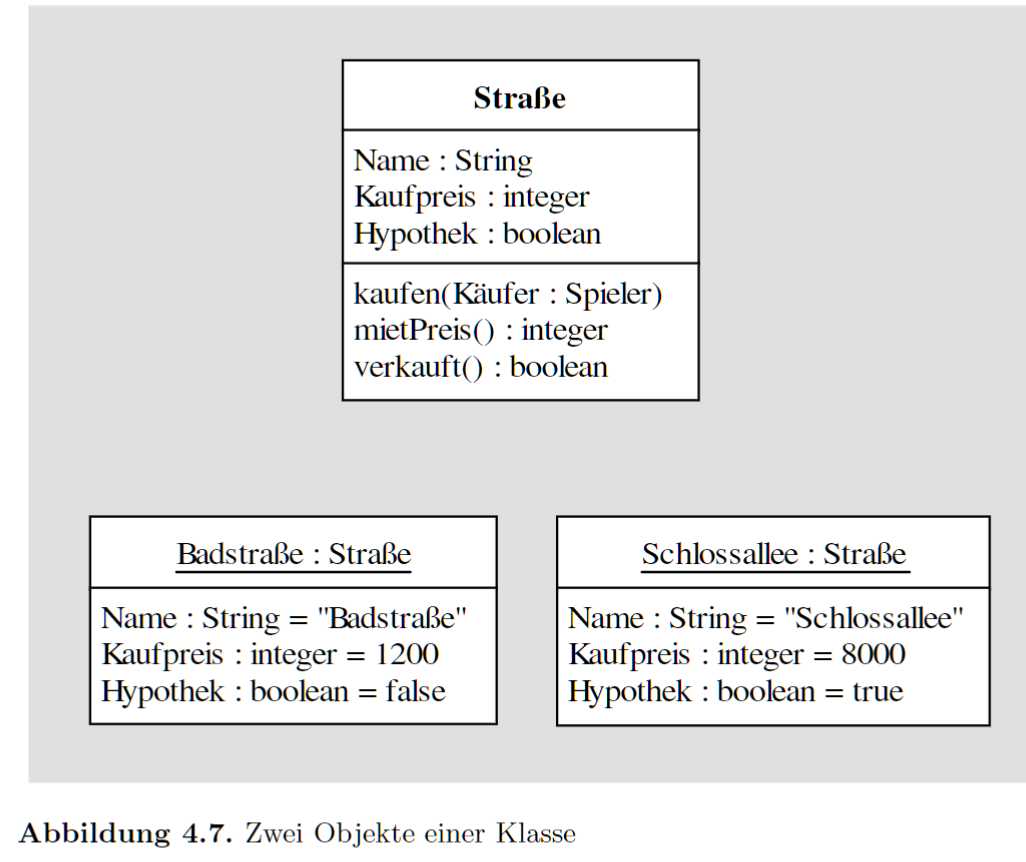 Straße
Name : String
Kaufpreis : integer
Hypothek : boolean
kaufen(Käufer : Spieler)
mietPreis() : integer
verkauft() : boolean
Badstraße : Straße
Name : String = "Badstraße"
Kaufpreis : integer = 1200
Hypothek : boolean = false
Schlossallee : Straße
Name : String = "Schlossallee"
Kaufpreis : integer = 8000
Hypothek : boolean = true
Abbildung 4.7. Zwei Objekte einer Klasse